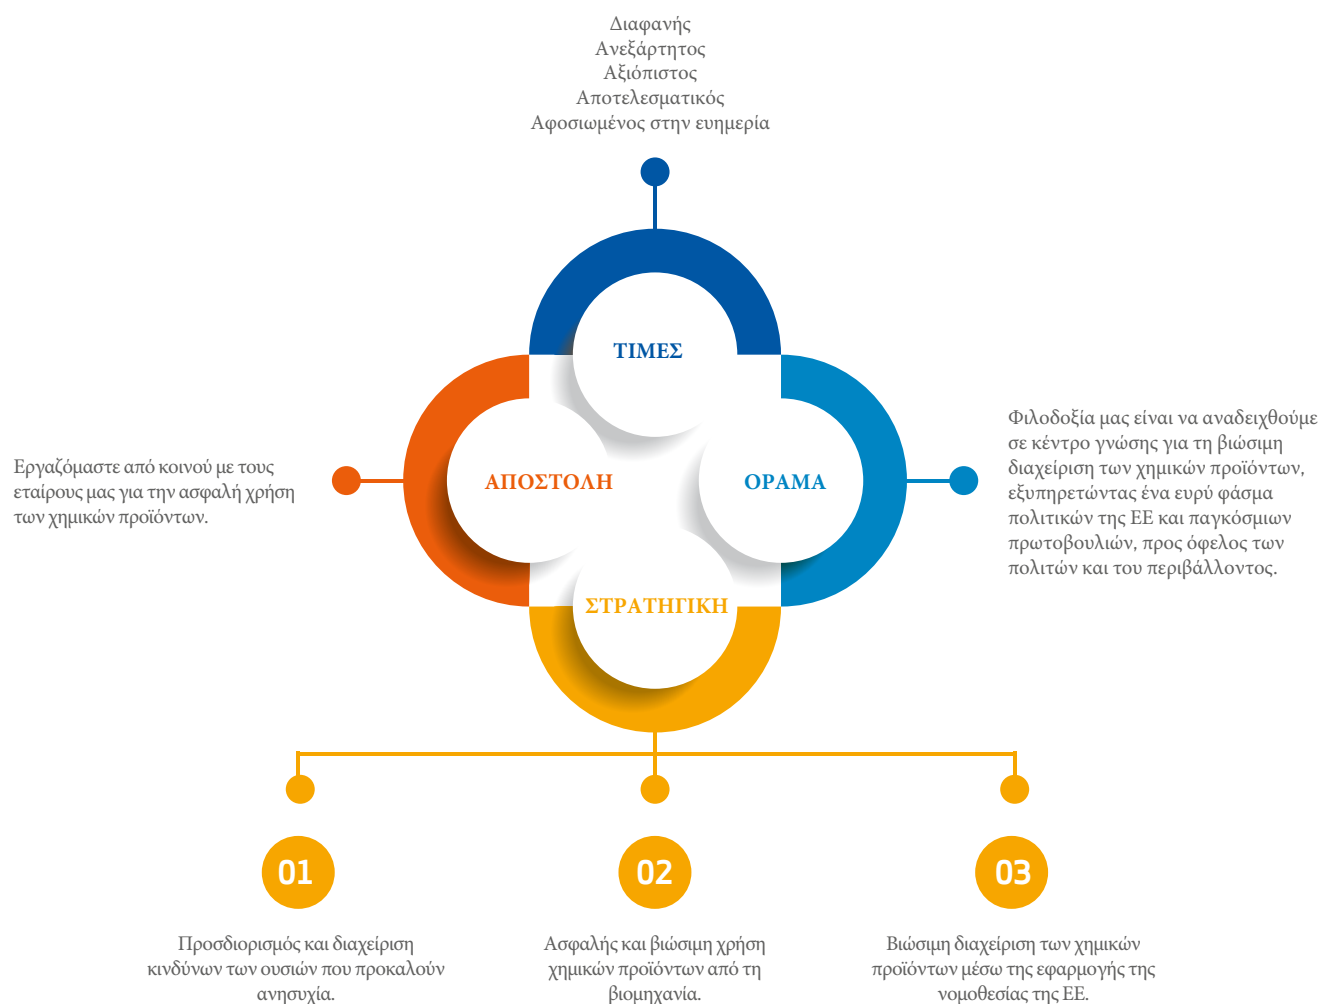 Διαφανής
Ανεξάρτητος
Αξιόπιστος
Αποτελεσματικός
Αφοσιωμένος στην ευημερία
ΤΙΜΕΣ
ΑΠΟΣΤΟΛΗ
ΟΡΑΜΑ
ΣΤΡΑΤΗΓΙΚΗ
Εργαζόμαστε από κοινού με τους
εταίρους μας για την ασφαλή χρήση
των χημικών προϊόντων.
Φιλοδοξία μας είναι να αναδειχθούμε
σε κέντρο γνώσης για τη βιώσιμη
διαχείριση των χημικών προϊόντων,
εξυπηρετώντας ένα ευρύ φάσμα
πολιτικών της ΕΕ και παγκόσμιων
πρωτοβουλιών, προς όφελος των
πολιτών και του περιβάλλοντος.
01
Προσδιορισμός και διαχείριση
κινδύνων των ουσιών που προκαλούν
ανησυχία.
02
Ασφαλής και βιώσιμη χρήση
χημικών προϊόντων από τη
βιομηχανία.
03
Βιώσιμη διαχείριση των χημικών
προϊόντων μέσω της εφαρμογής της
νομοθεσίας της ΕΕ.